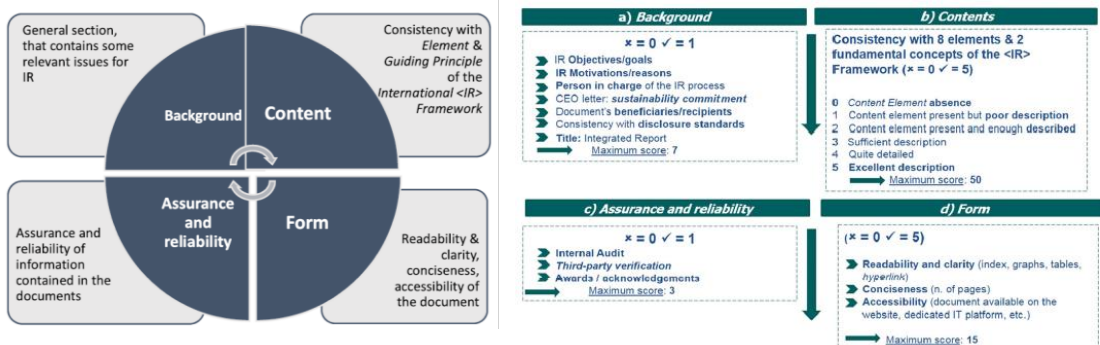 General section,
that contains some
relevant issues for
IR
Consistency with
Element &
Guiding Principle
of the
International <IR>
Framework
Background
Content
Assurance
and
reliability
Form
Assurance and
reliability of
information
contained in the
documents
Readability &
clarity,
conciseness,
accessibility of
the document
a) Background
× = 0 ✓ = 1
IR Objectives/goals
IR Motivations/reasons
Person in charge of the IR process
CEO letter: sustainability commitment
Document's beneficiaries/recipients
Consistency with disclosure standards
Title: Integrated Report
Maximum score: 7
b) Contents
Consistency with 8 elements & 2
fundamental concepts of the <IR>
Framework (× = 0 ✓ = 5)
0 Content Element absence
1 Content element present but poor description
2 Content element present and enough described
3 Sufficient description
4 Quite detailed
5 Excellent description
Maximum score: 50
c) Assurance and reliability
× = 0 ✓ = 1
Internal Audit
Third-party verification
Awards / acknowledgements
Maximum score: 3
d) Form
(× = 0 ✓ = 5)
Readability and clarity (index, graphs, tables,
hyperlink)
Conciseness (n. of pages)
Accessibility (document available on the
website, dedicated IT platform, etc.)
Maximum score: 15